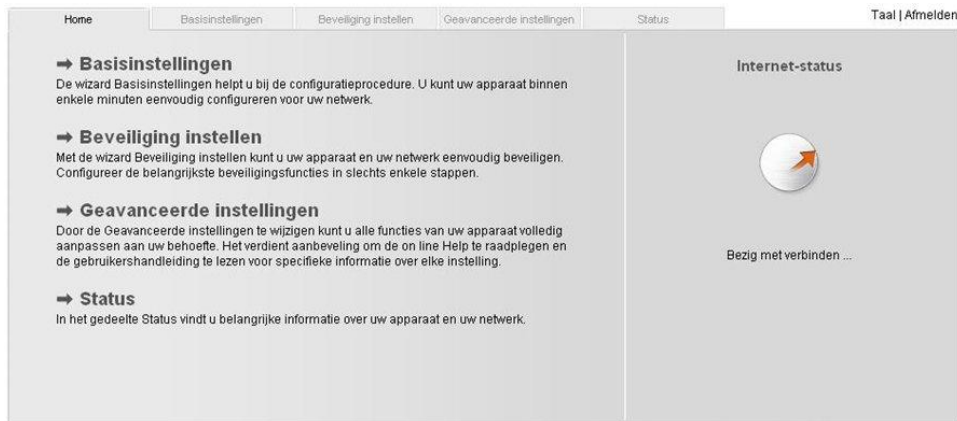 Home
Basisinstellingen
Beveiliging instellen
Geavanceerde instellingen
Status
Taal | Afmelden
Basisinstellingen
De wizard Basisinstellingen helpt u bij de configuratieprocedure. U kunt uw apparaat binnen
enkele minuten eenvoudig configureren voor uw netwerk.
Beveiliging instellen
Met de wizard Beveiliging instellen kunt u uw apparaat en uw netwerk eenvoudig beveiligen.
Configureer de belangrijkste beveiligingsfuncties in slechts enkele stappen.
Geavanceerde instellingen
Door de Geavanceerde instellingen te wijzigen kunt u alle functies van uw apparaat volledig
aanpassen aan uw behoefte. Het verdient aanbeveling om de on line Help te raadplegen en
de gebruikershandleiding te lezen voor specifieke informatie over elke instelling.
Status
In het gedeelte Status vindt u belangrijke informatie over uw apparaat en uw netwerk.
Internet-status
Bezig met verbinden ...